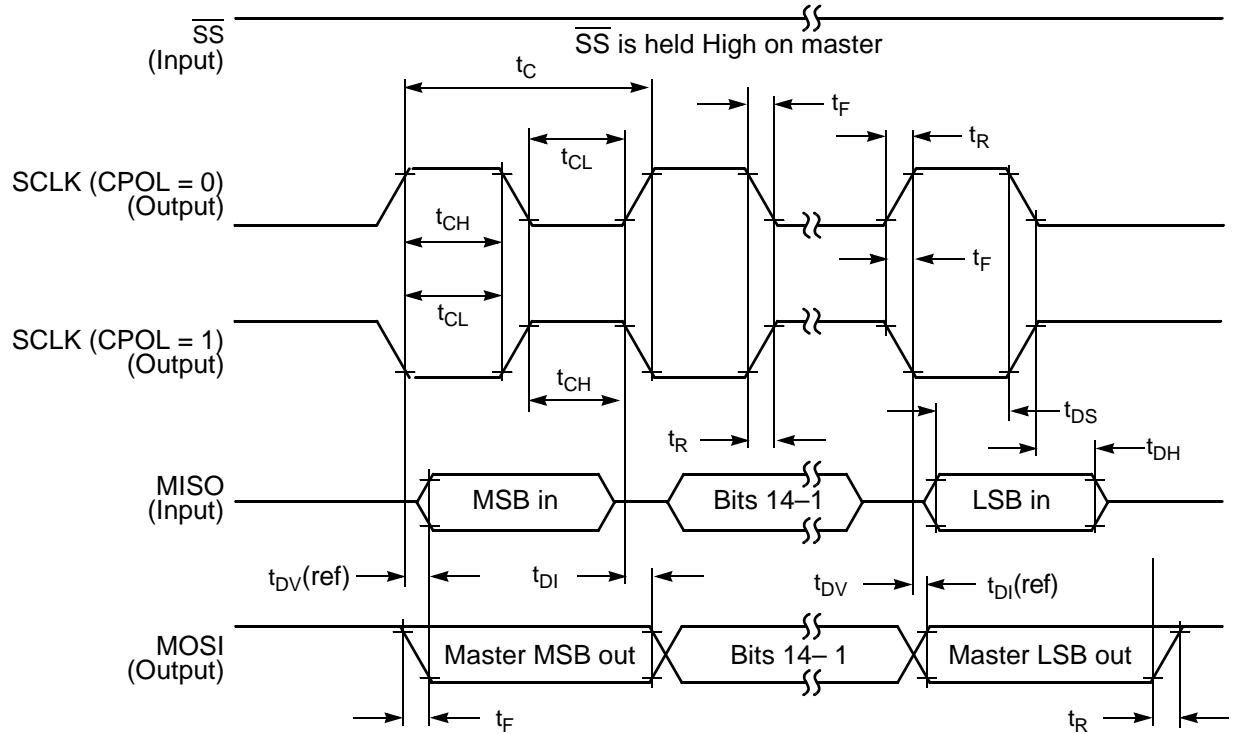 SS
(Input)
SS is held High on master
tC
tF
tCL
tR
SCLK (CPOL = 0)
(Output)
tCH
tF
tCL
SCLK (CPOL = 1)
(Output)
tCH
tDS
tR
tDH
MISO
(Input)
MSB in
Bits 14–1
LSB in
tDV(ref)
tDI
tDV
tDI(ref)
MOSI
(Output)
Master MSB out
Bits 14– 1
Master LSB out
tF
tR